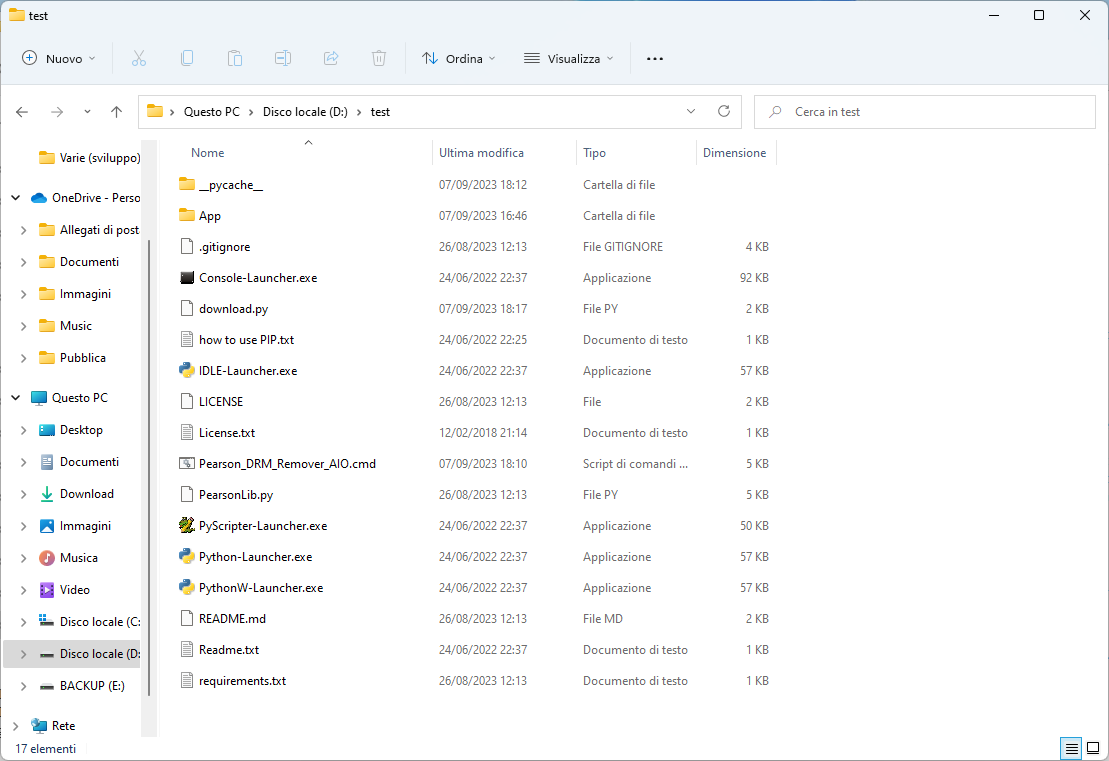 test
Nuovo Ordina Visualizza
Questo PC > Disco locale (D:) > test Cerca in test
Nome Ultima modifica Tipo Dimensione
Varie (sviluppo)
OneDrive - Perso
Allegati di post
Documenti
Immagini
Music
Pubblica
Questo PC
Desktop
Documenti
Download
Immagini
Musica
Video
Disco locale (C:
Disco locale (D:
BACKUP (E:)
Rete
__pycache__ 07/09/2023 18:12 Cartella di file
App 07/09/2023 16:46 Cartella di file
.gitignore 26/08/2023 12:13 File GITIGNORE 4 KB
Console-Launcher.exe 24/06/2022 22:37 Applicazione 92 KB
download.py 07/09/2023 18:17 File PY 2 KB
how to use PIP.txt 24/06/2022 22:25 Documento di testo 1 KB
IDLE-Launcher.exe 24/06/2022 22:37 Applicazione 57 KB
LICENSE 26/08/2023 12:13 File 2 KB
License.txt 12/02/2018 21:14 Documento di testo 1 KB
Pearson_DRM_Remover_AIO.cmd 07/09/2023 18:10 Script di comandi ... 5 KB
PearsonLib.py 26/08/2023 12:13 File PY 5 KB
PyScripter-Launcher.exe 24/06/2022 22:37 Applicazione 50 KB
Python-Launcher.exe 24/06/2022 22:37 Applicazione 57 KB
PythonW-Launcher.exe 24/06/2022 22:37 Applicazione 57 KB
README.md 26/08/2023 12:13 File MD 2 KB
Readme.txt 24/06/2022 22:37 Documento di testo 1 KB
requirements.txt 26/08/2023 12:13 Documento di testo 1 KB
17 elementi